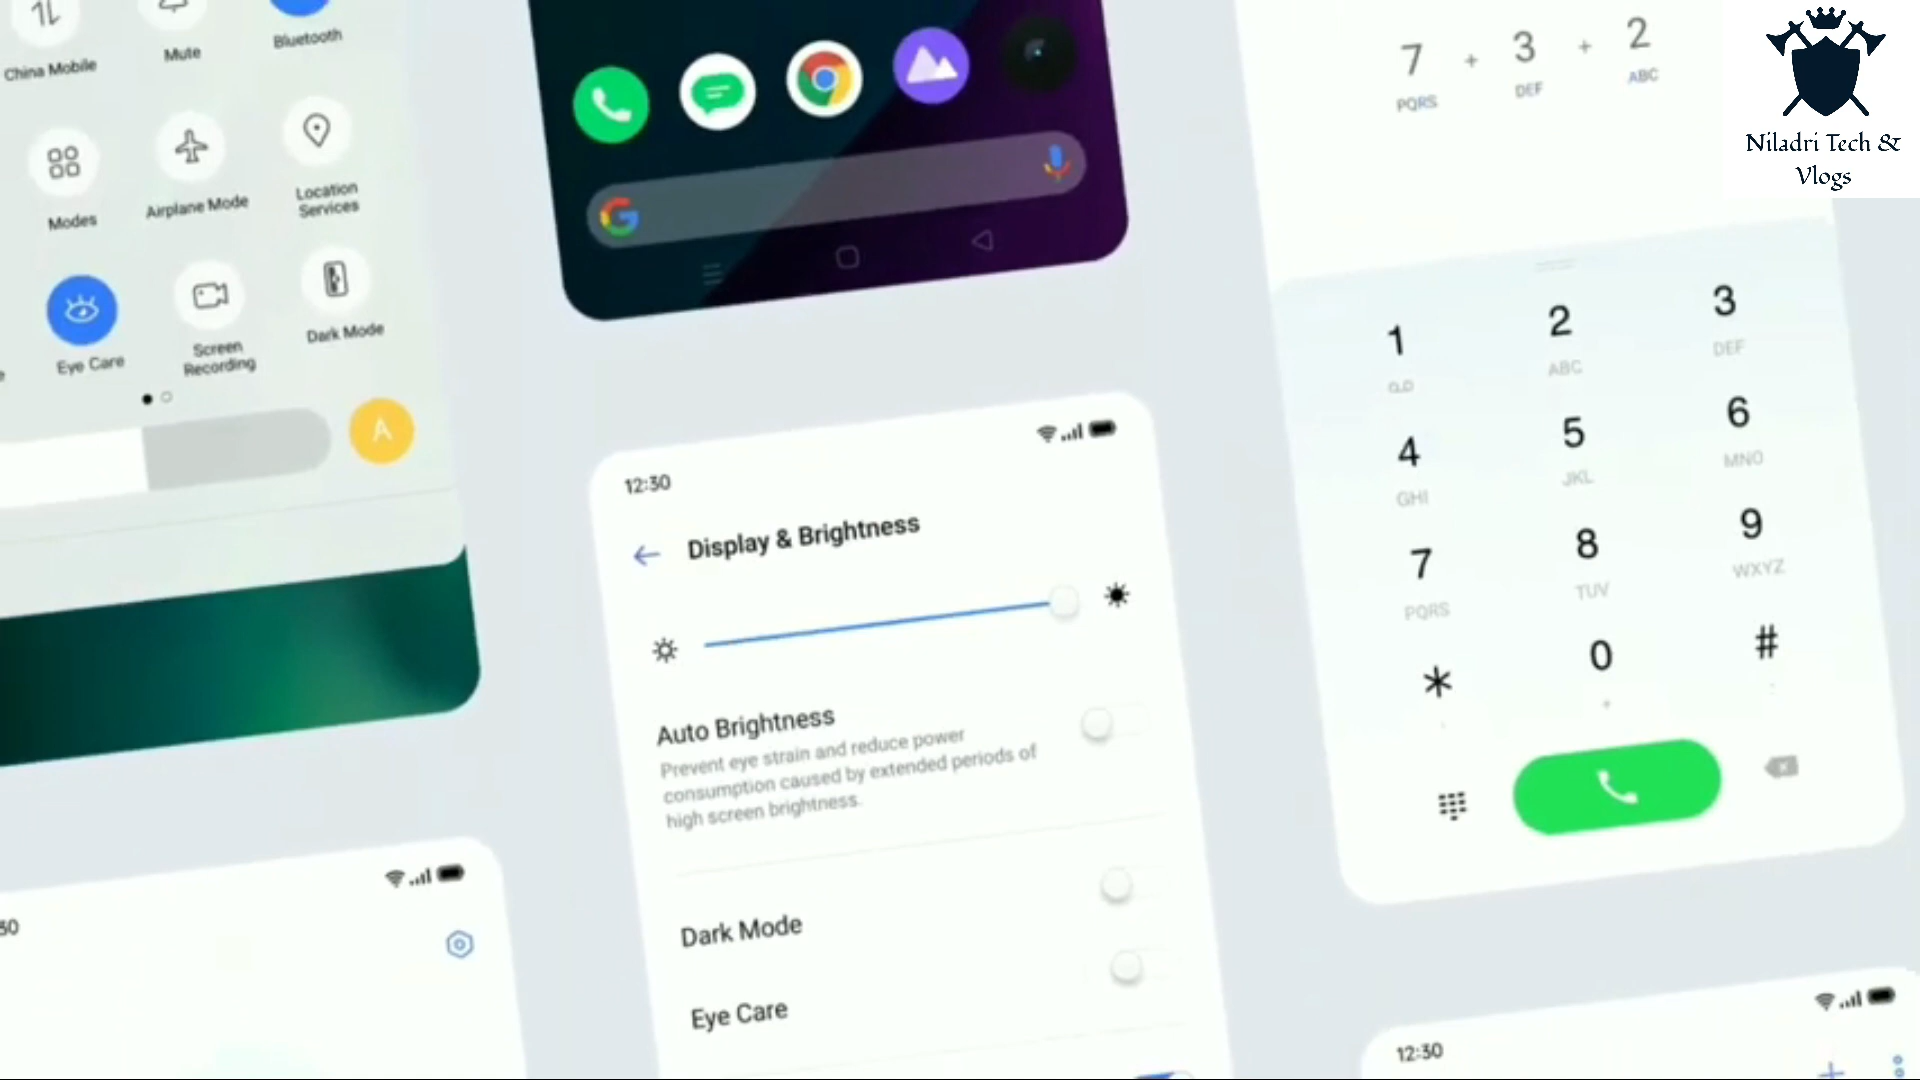 China Mobile
Mute
Bluetooth
Modes
Airplane Mode
Location
Services
Eye Care
Screen
Recording
Dark Mode
A
12:30
Display & Brightness
Auto Brightness
Prevent eye strain and reduce power
consumption caused by extended periods of
high screen brightness.
Dark Mode
Eye Care
7 + 3 + 2
PQRS DEF ABC
1 2 3
ABC DEF
4 5 6
GHI JKL MNO
7 8 9
PQRS TUV WXYZ
* 0 #
+
12:30
Niladri Tech &
Vlogs